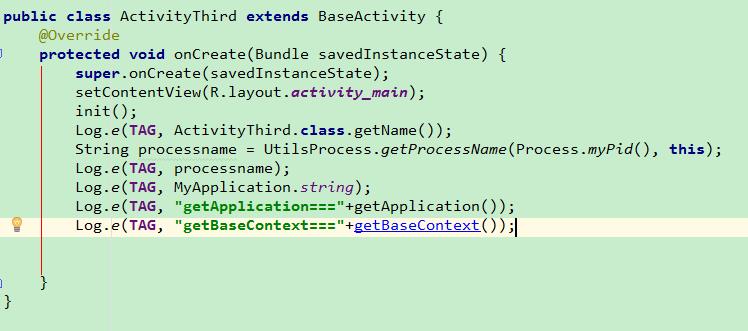 public class ActivityThird extends BaseActivity {
@Override
protected void onCreate(Bundle savedInstanceState) {
super.onCreate(savedInstanceState);
setContentView(R.layout.activity_main);
init();
Log.e(TAG, ActivityThird.class.getName());
String processname = UtilsProcess.getProcessName(Process.myPid(), this);
Log.e(TAG, processname);
Log.e(TAG, MyApplication.string);
Log.e(TAG, "getApplication==="+getApplication());
Log.e(TAG, "getBaseContext==="+getBaseContext());
}
}